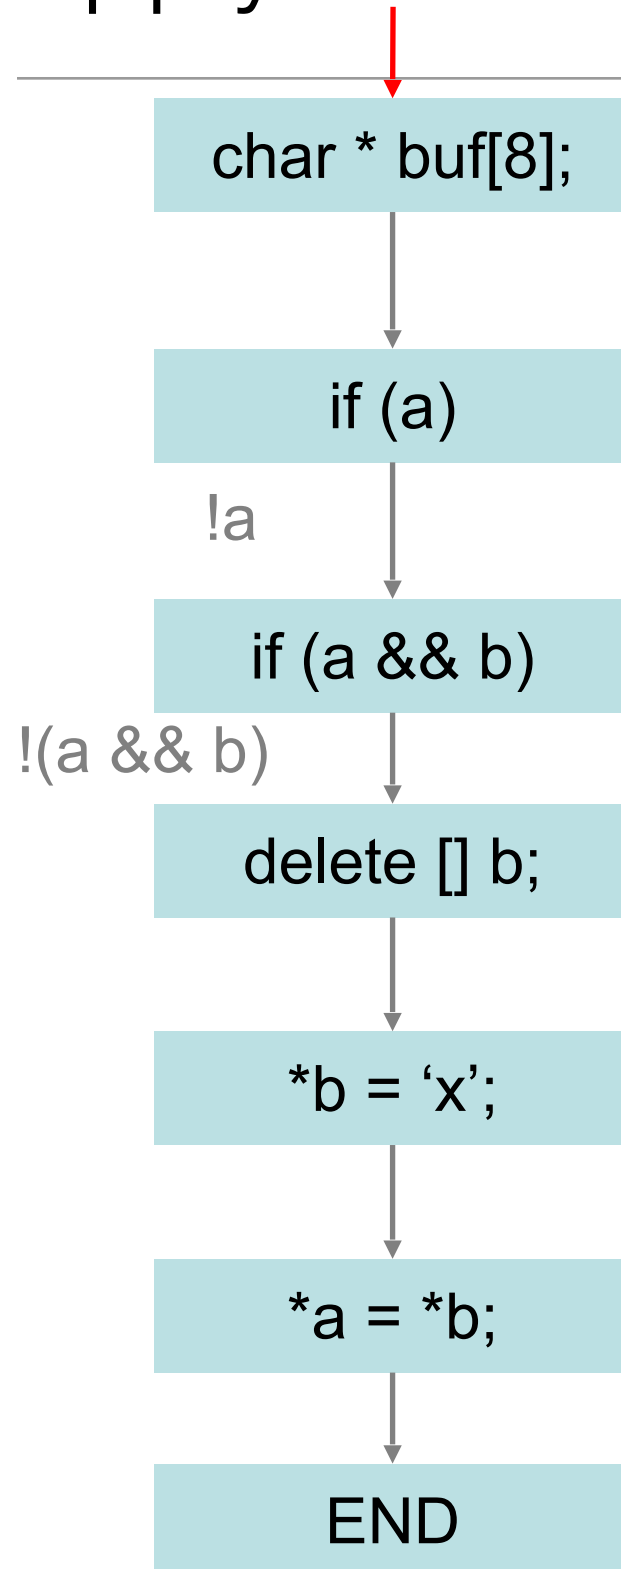 char * buf[8];
if (a)
!a
if (a && b)
!(a && b)
delete [] b;
*b = ‘x’;
*a = *b;
END